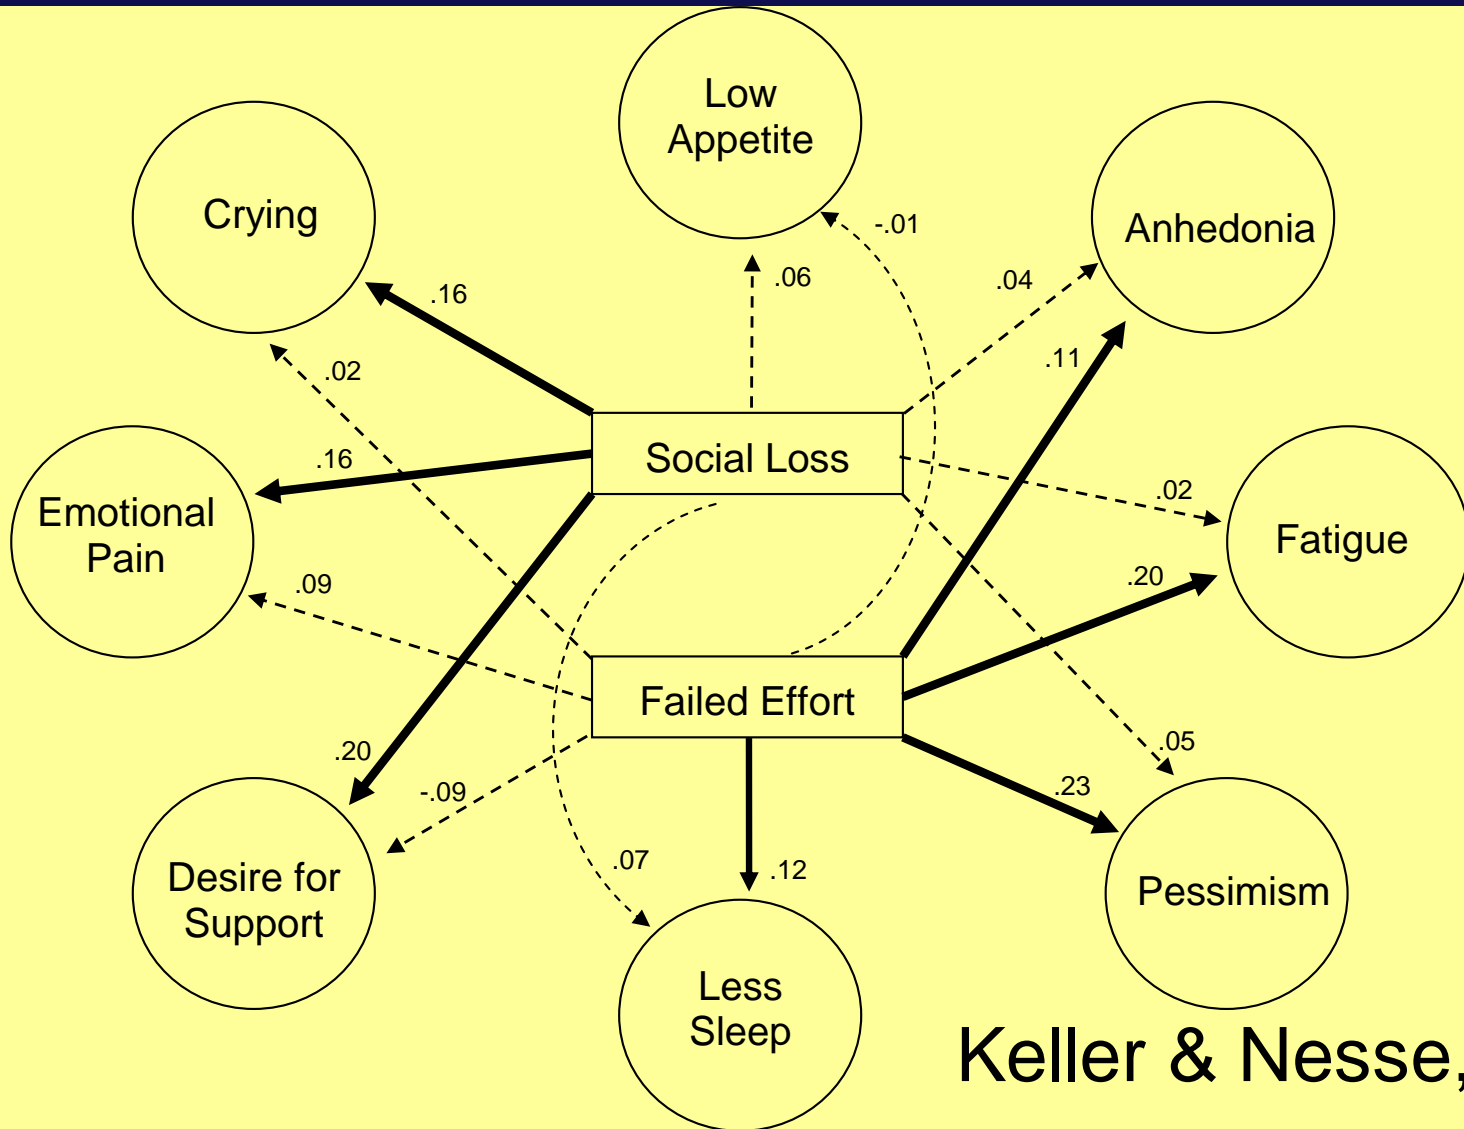 Low
Appetite
Crying
-.01
Anhedonia
.16
.06
.04
.02
.11
Social Loss
.16
.02
Emotional
Pain
Fatigue
.09
.20
Failed Effort
.20
-.09
.05
.23
.07
.12
Desire for
Support
Pessimism
Less
Sleep
Keller & Nesse,